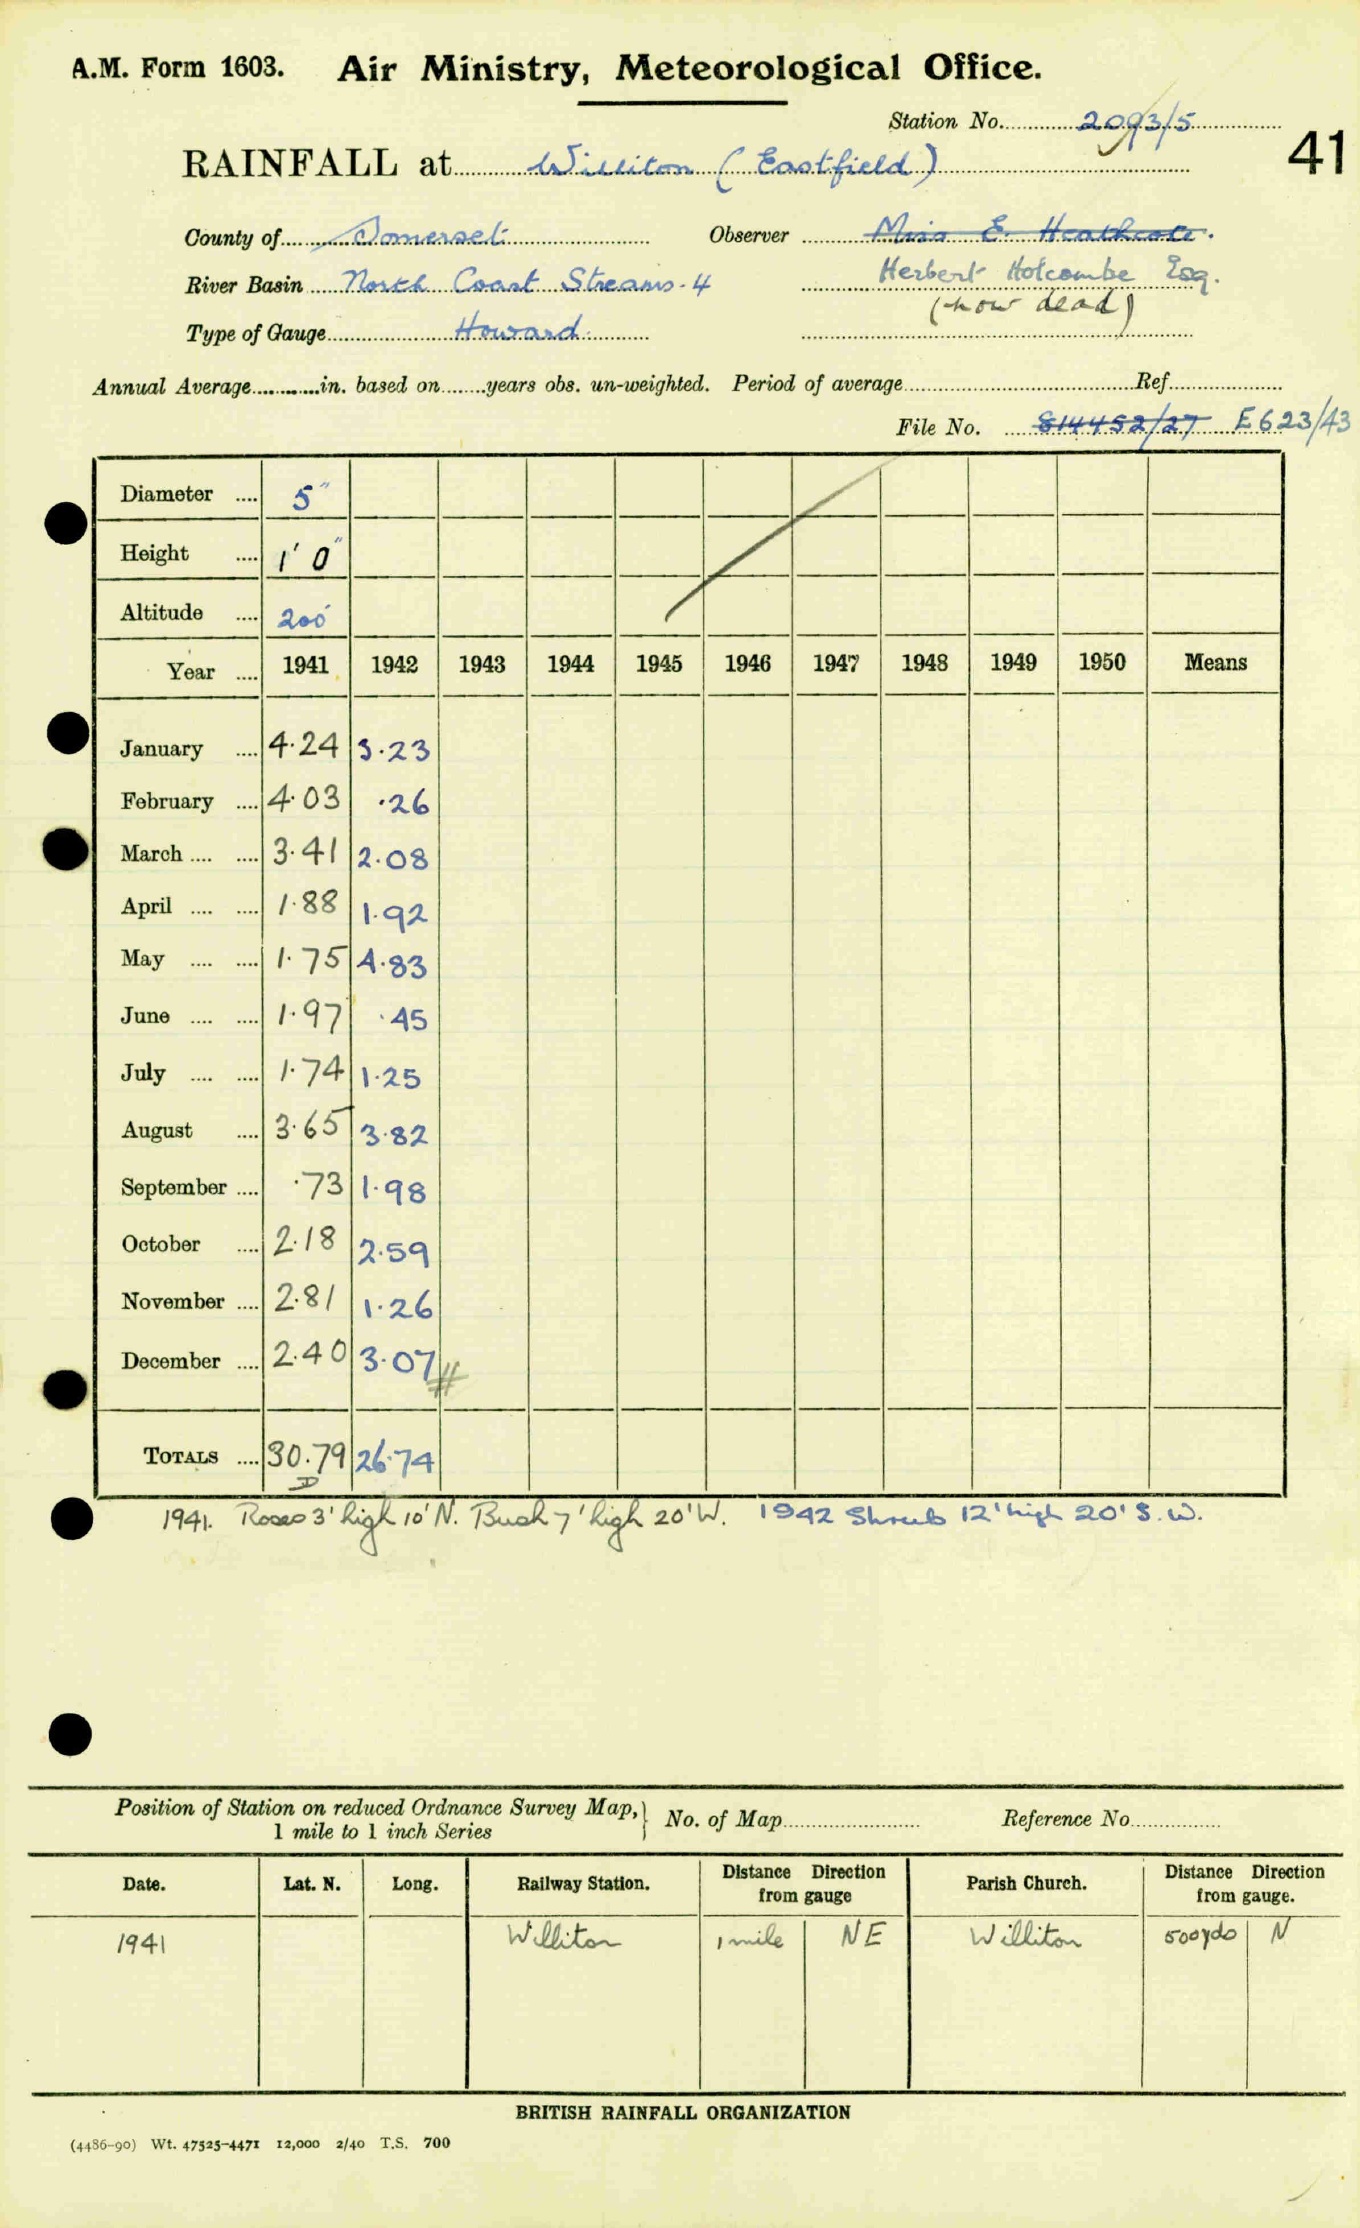 A.M. Form 1603. Air Ministry, Meteorological Office.
Station No. 2093/5
41
RAINFALL at Williton (Eastfield)
County of Somerset Observer Miss E. Heathcote.
River Basin North Coast Streams-4 Herbert Holcombe Esq.
(now dead)
Type of Gauge Howard.
Annual Average............in. based on.......years obs. un-weighted. Period of average.................... Ref....................
File No. 814452/27 E623/43
Diameter .... 5"
Height .... 1' 0"
Altitude .... 200'
Year .... 1941 1942 1943 1944 1945 1946 1947 1948 1949 1950 Means
January .... 4.24 3.23
February .... 4.03 .26
March .... .... 3.41 2.08
April .... .... 1.88 1.92
May .... .... 1.75 4.83
June .... .... 1.97 .45
July .... .... 1.74 1.25
August .... 3.65 3.82
September .... .73 1.98
October .... 2.18 2.59
November .... 2.81 1.26
December .... 2.40 3.07 #
TOTALS .... 30.79 26.74
1941. Roses 3' high 10' N. Bush 7' high 20' W. 1942 Shrub 12' high 20' S.W.
Position of Station on reduced Ordnance Survey Map, } No. of Map.................... Reference No....................
1 mile to 1 inch Series
Date. Lat. N. Long. Railway Station. Distance Direction from gauge Parish Church. Distance Direction from gauge.
1941 Williton 1 mile NE Williton 500yds N
BRITISH RAINFALL ORGANIZATION
(4486-90) Wt. 47525-4471 12,000 2/40 T.S. 700